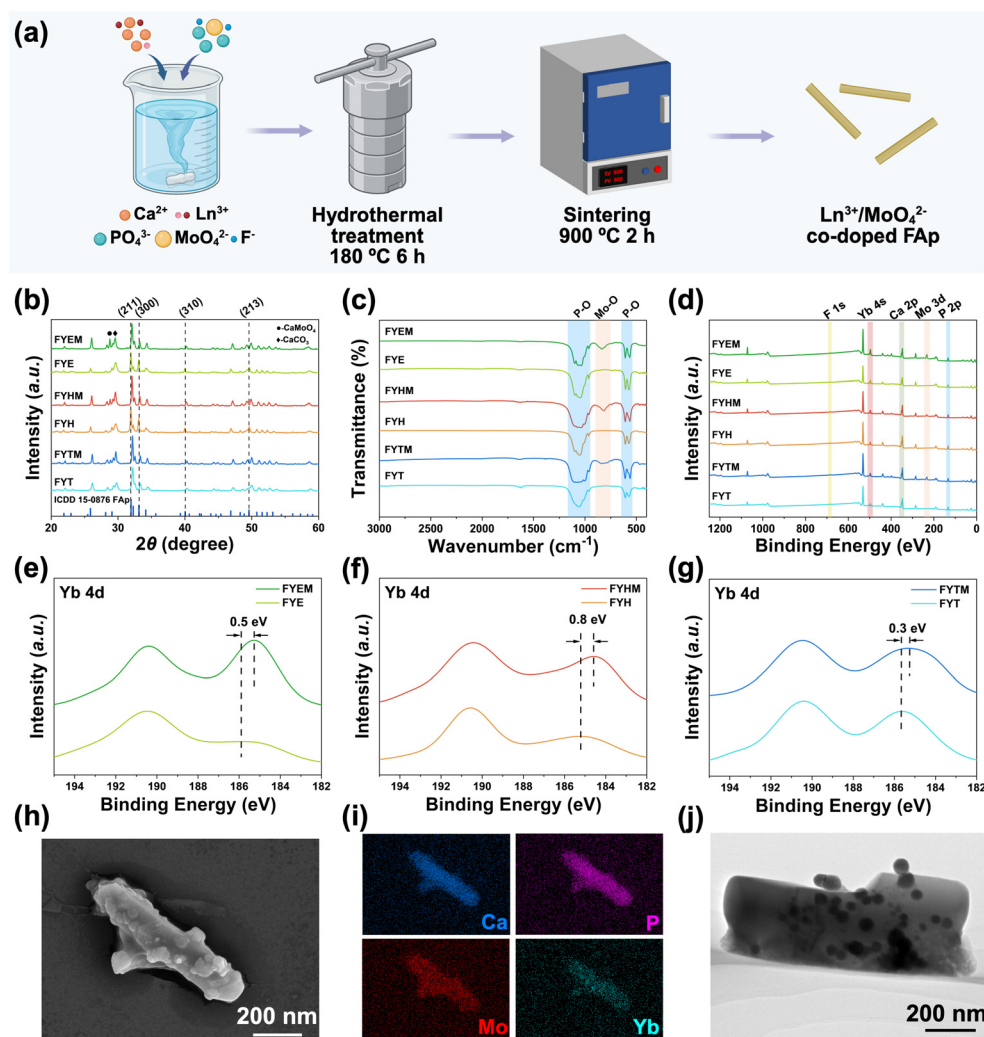 (a)
SV 900
PV 900
Ca²⁺ Ln³⁺
PO₄³⁻ MoO₄²⁻ F⁻
Hydrothermal
treatment
180 ºC 6 h
Sintering
900 ºC 2 h
Ln³⁺/MoO₄²⁻
co-doped FAp
(b)
(211)
(300)
(310)
(213)
●-CaMoO₄
♦-CaCO₃
FYEM
FYE
FYHM
FYH
FYTM
FYT
ICDD 15-0876 FAp
20 30 40 50 60
2θ (degree)
Intensity (a.u.)
(c)
P-O
Mo-O
P-O
FYEM
FYE
FYHM
FYH
FYTM
FYT
3000 2000 1000 400
Wavenumber (cm⁻¹)
Transmittance (%)
(d)
F 1s
Yb 4s
Ca 2p
Mo 3d
P 2p
FYEM
FYE
FYHM
FYH
FYTM
FYT
1200 1000 800 600 400 200 0
Binding Energy (eV)
Intensity (a.u.)
(e)
Yb 4d
FYEM
FYE
0.5 eV
194 192 190 188 186 184 182
Binding Energy (eV)
Intensity (a.u.)
(f)
Yb 4d
FYHM
FYH
0.8 eV
194 192 190 188 186 184 182
Binding Energy (eV)
Intensity (a.u.)
(g)
Yb 4d
FYTM
FYT
0.3 eV
194 192 190 188 186 184 182
Binding Energy (eV)
Intensity (a.u.)
(h)
200 nm
(i)
Ca
P
Mo
Yb
(j)
200 nm